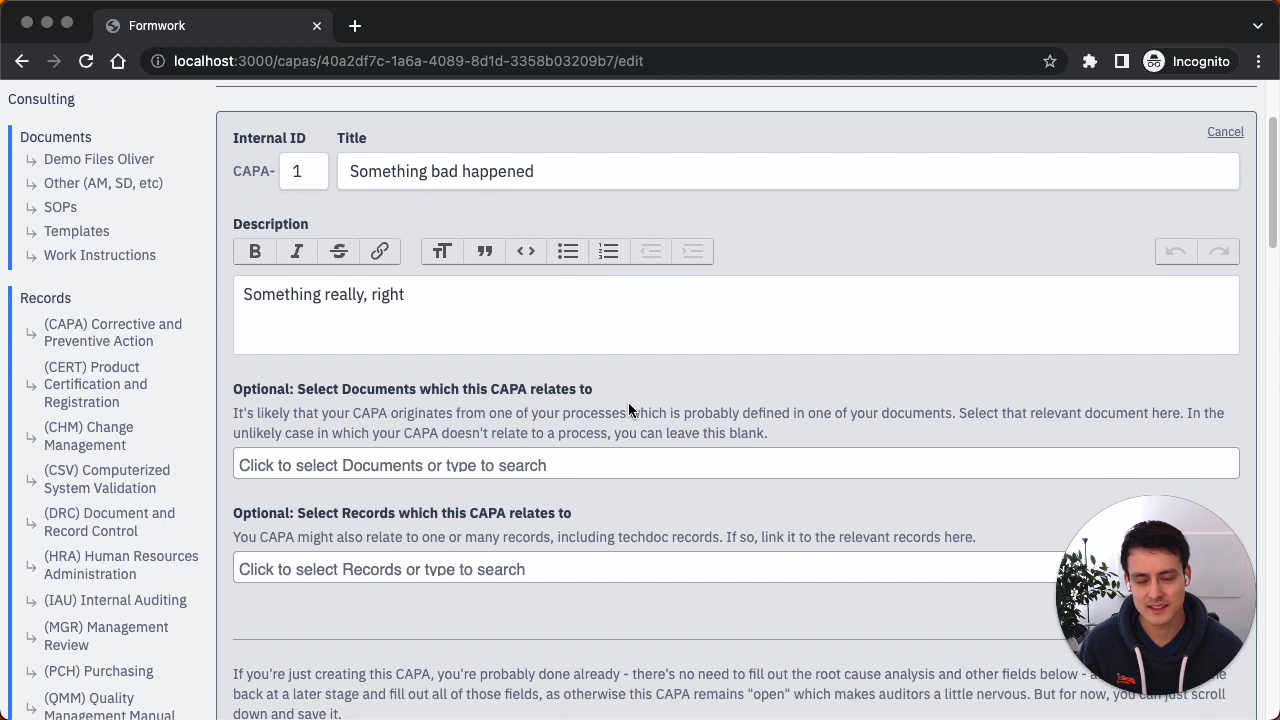 Formwork
localhost:3000/capas/40a2df7c-1a6a-4089-8d1d-3358b03209b7/edit
Incognito
Consulting
Documents
Demo Files Oliver
Other (AM, SD, etc)
SOPs
Templates
Work Instructions
Records
(CAPA) Corrective and
Preventive Action
(CERT) Product
Certification and
Registration
(CHM) Change
Management
(CSV) Computerized
System Validation
(DRC) Document and
Record Control
(HRA) Human Resources
Administration
(IAU) Internal Auditing
(MGR) Management
Review
(PCH) Purchasing
(QMM) Quality
Management Manual
Internal ID Title
Cancel
CAPA- 1 Something bad happened
Description
Something really, right
Optional: Select Documents which this CAPA relates to
It's likely that your CAPA originates from one of your processes which is probably defined in one of your documents. Select that relevant document here. In the
unlikely case in which your CAPA doesn't relate to a process, you can leave this blank.
Click to select Documents or type to search
Optional: Select Records which this CAPA relates to
You CAPA might also relate to one or many records, including techdoc records. If so, link it to the relevant records here.
Click to select Records or type to search
If you're just creating this CAPA, you're probably done already - there's no need to fill out the root cause analysis and other fields below -
back at a later stage and fill out all of those fields, as otherwise this CAPA remains "open" which makes auditors a little nervous. But for now, you can just scroll
down and save it.